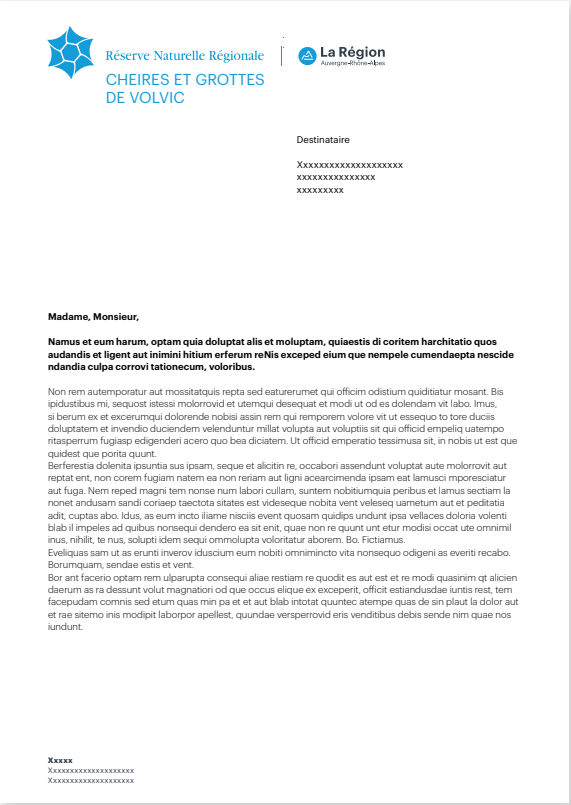 Réserve Naturelle Régionale
CHEIRES ET GROTTES
DE VOLVIC
La Région
Auvergne-Rhône-Alpes
Destinataire
Xxxxxxxxxxxxxxxxxxxx
xxxxxxxxxxxxxxx
xxxxxxxxx
Madame, Monsieur,
Namus et eum harum, optam quia doluptat alis et moluptam, quiaestis di coritem harchitatio quos
audandis et ligent aut inimini hitium erferum reNis exceped eium que nempele cumendaepta nescide
ndandia culpa corrovi tationecum, voloribus.
Non rem autemporatur aut mossitatquis repta sed eaturerumet qui officim odistium quiditiatur mosant. Bis
ipidustibus mi, sequost istessi molorrovid et utemqui desequat et modi ut od es dolendam vit labo. Imus,
si berum ex et excerumqui dolorende nobisi assin rem qui remporem volore vit ut essequo to tore duciis
doluptatem et invendio duciendem velenduntur millat volupta aut voluptiis sit qui officid empeliq uatempo
ritasperrum fugiasp edigenderi acero quo bea diciatem. Ut officid emperatio tessimusa sit, in nobis ut est que
quidest que porita quunt.
Berferestia dolenita ipsuntia sus ipsam, seque et alicitin re, occabori assendunt voluptat aute molorrovit aut
reptat ent, non corem fugiam natem ea non reriam aut ligni acearcimenda ipsam eat lamusci mporesciatur
aut fuga. Nem reped magni tem nonse num labori cullam, suntem nobitiumquia peribus et lamus sectiam la
nonet andusam sandi coriaep taectota sitates est videseque nobita vent veleseq uametum aut et peditatia
adit, cuptas abo. Idus, as eum incto iliame nisciis event quosam quidips undunt ipsa vellaces doloria volenti
blab il impeles ad quibus nonsequi dendero ea sit enit, quae non re quunt unt etur modisi occat ute omnimil
inus, nihilit, te nus, solupti idem sequi ommolupta voloritatur aborem. Bo. Fictiamus.
Eveliquas sam ut as erunti inverov iduscium eum nobiti omnimincto vita nonsequo odigeni as everiti recabo.
Borumquam, sendae estis et vent.
Bor ant facerio optam rem ulparupta consequi aliae restiam re quodit es aut est et re modi quasinim qt alicien
daerum as ra dessunt volut magnatiori od que occus elique ex exceperit, officit estiandusdae iuntis rest, tem
facepudam comnis sed etum quas min pa et et aut blab intotat quuntec atempe quas de sin plaut la dolor aut
et rae sitemo inis modipit laborpor apellest, quundae versperrovid eris venditibus debis sende nim quae nos
iundunt.
Xxxxx
Xxxxxxxxxxxxxxxxxxxx
Xxxxxxxxxxxxxxxxxxxx